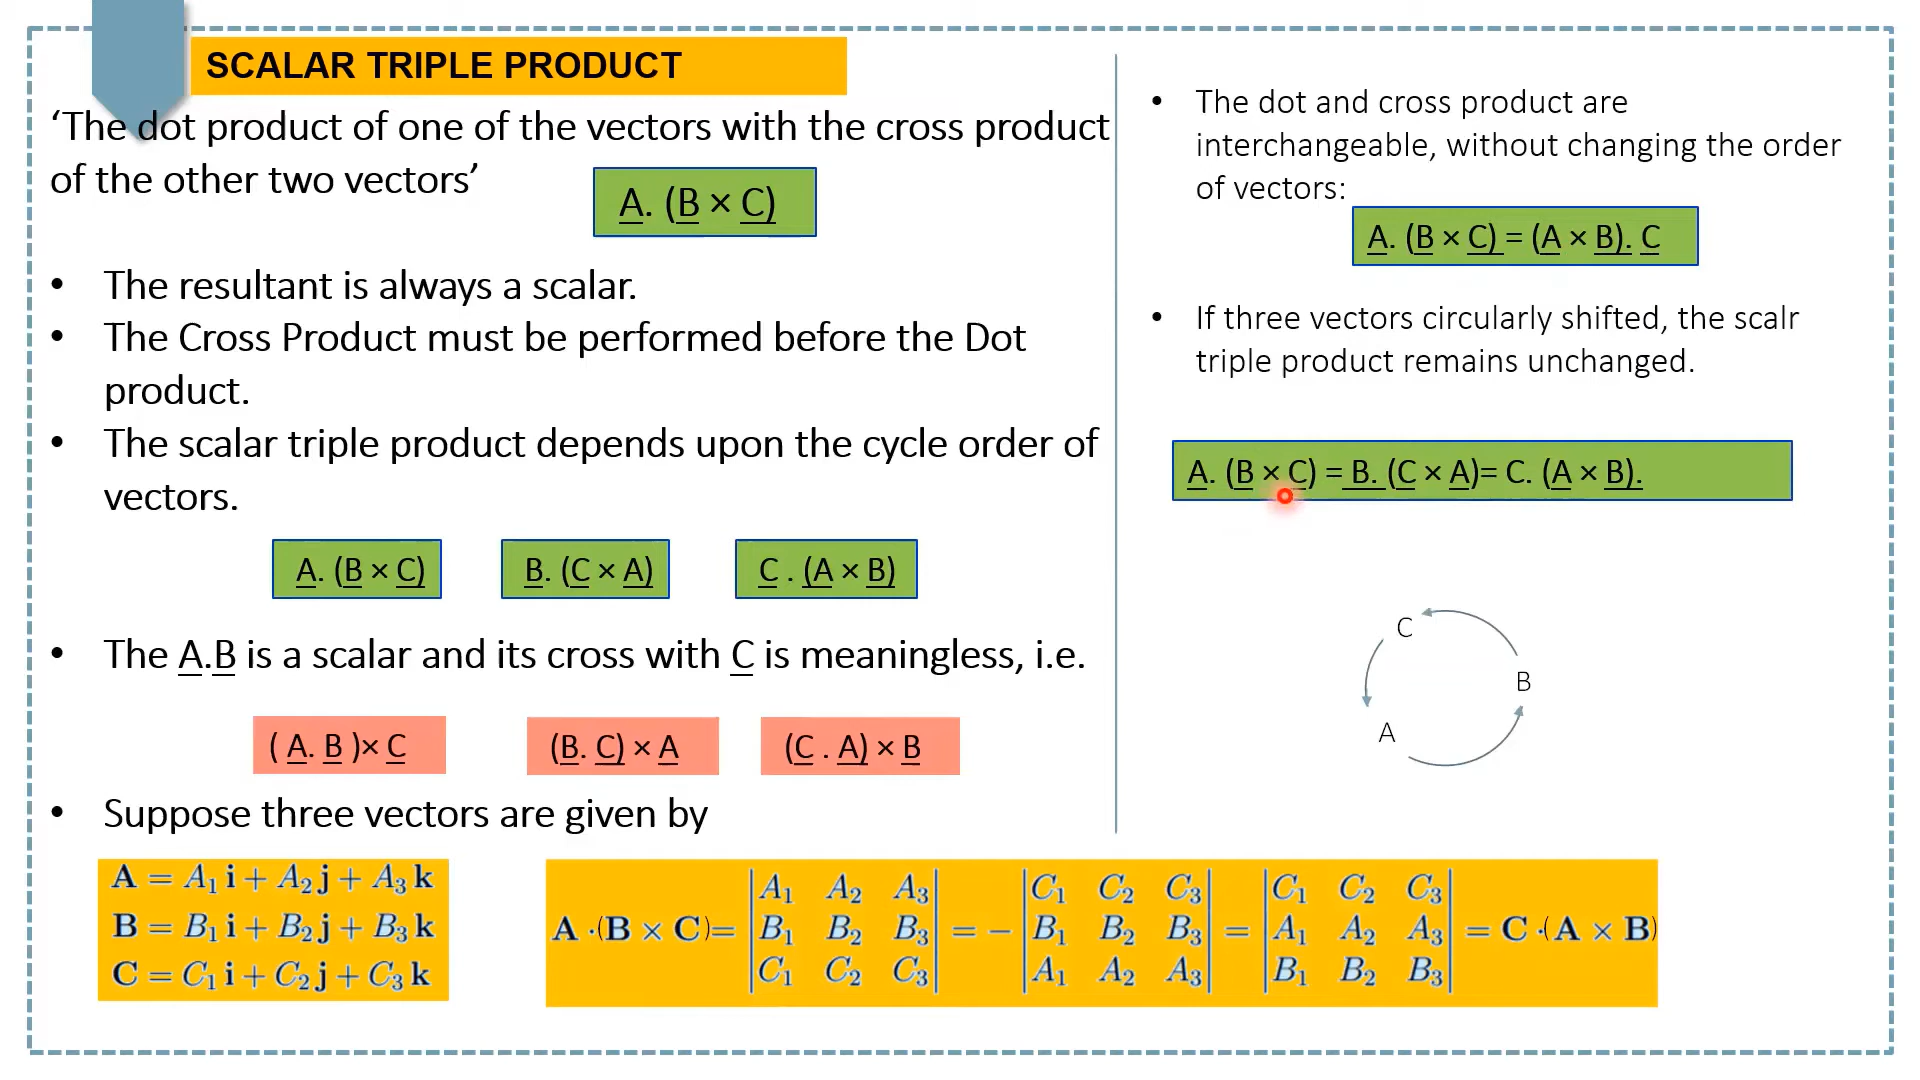 SCALAR TRIPLE PRODUCT
‘The dot product of one of the vectors with the cross product
of the other two vectors’
A. (B × C)
• The resultant is always a scalar.
• The Cross Product must be performed before the Dot
product.
• The scalar triple product depends upon the cycle order of
vectors.
A. (B × C)
B. (C × A)
C . (A × B)
• The A.B is a scalar and its cross with C is meaningless, i.e.
( A. B )× C
(B. C) × A
(C . A) × B
• Suppose three vectors are given by
A = A₁ i + A₂ j + A₃ k
B = B₁ i + B₂ j + B₃ k
C = C₁ i + C₂ j + C₃ k
A ·(B × C)= |A₁ A₂ A₃| = − |C₁ C₂ C₃| = |C₁ C₂ C₃| = C ·(A × B)
|B₁ B₂ B₃| |B₁ B₂ B₃| |A₁ A₂ A₃|
|C₁ C₂ C₃| |A₁ A₂ A₃| |B₁ B₂ B₃|
• The dot and cross product are
interchangeable, without changing the order
of vectors:
A. (B × C) = (A × B). C
• If three vectors circularly shifted, the scalr
triple product remains unchanged.
A. (B × C) = B. (C × A)= C. (A × B).
C
B
A